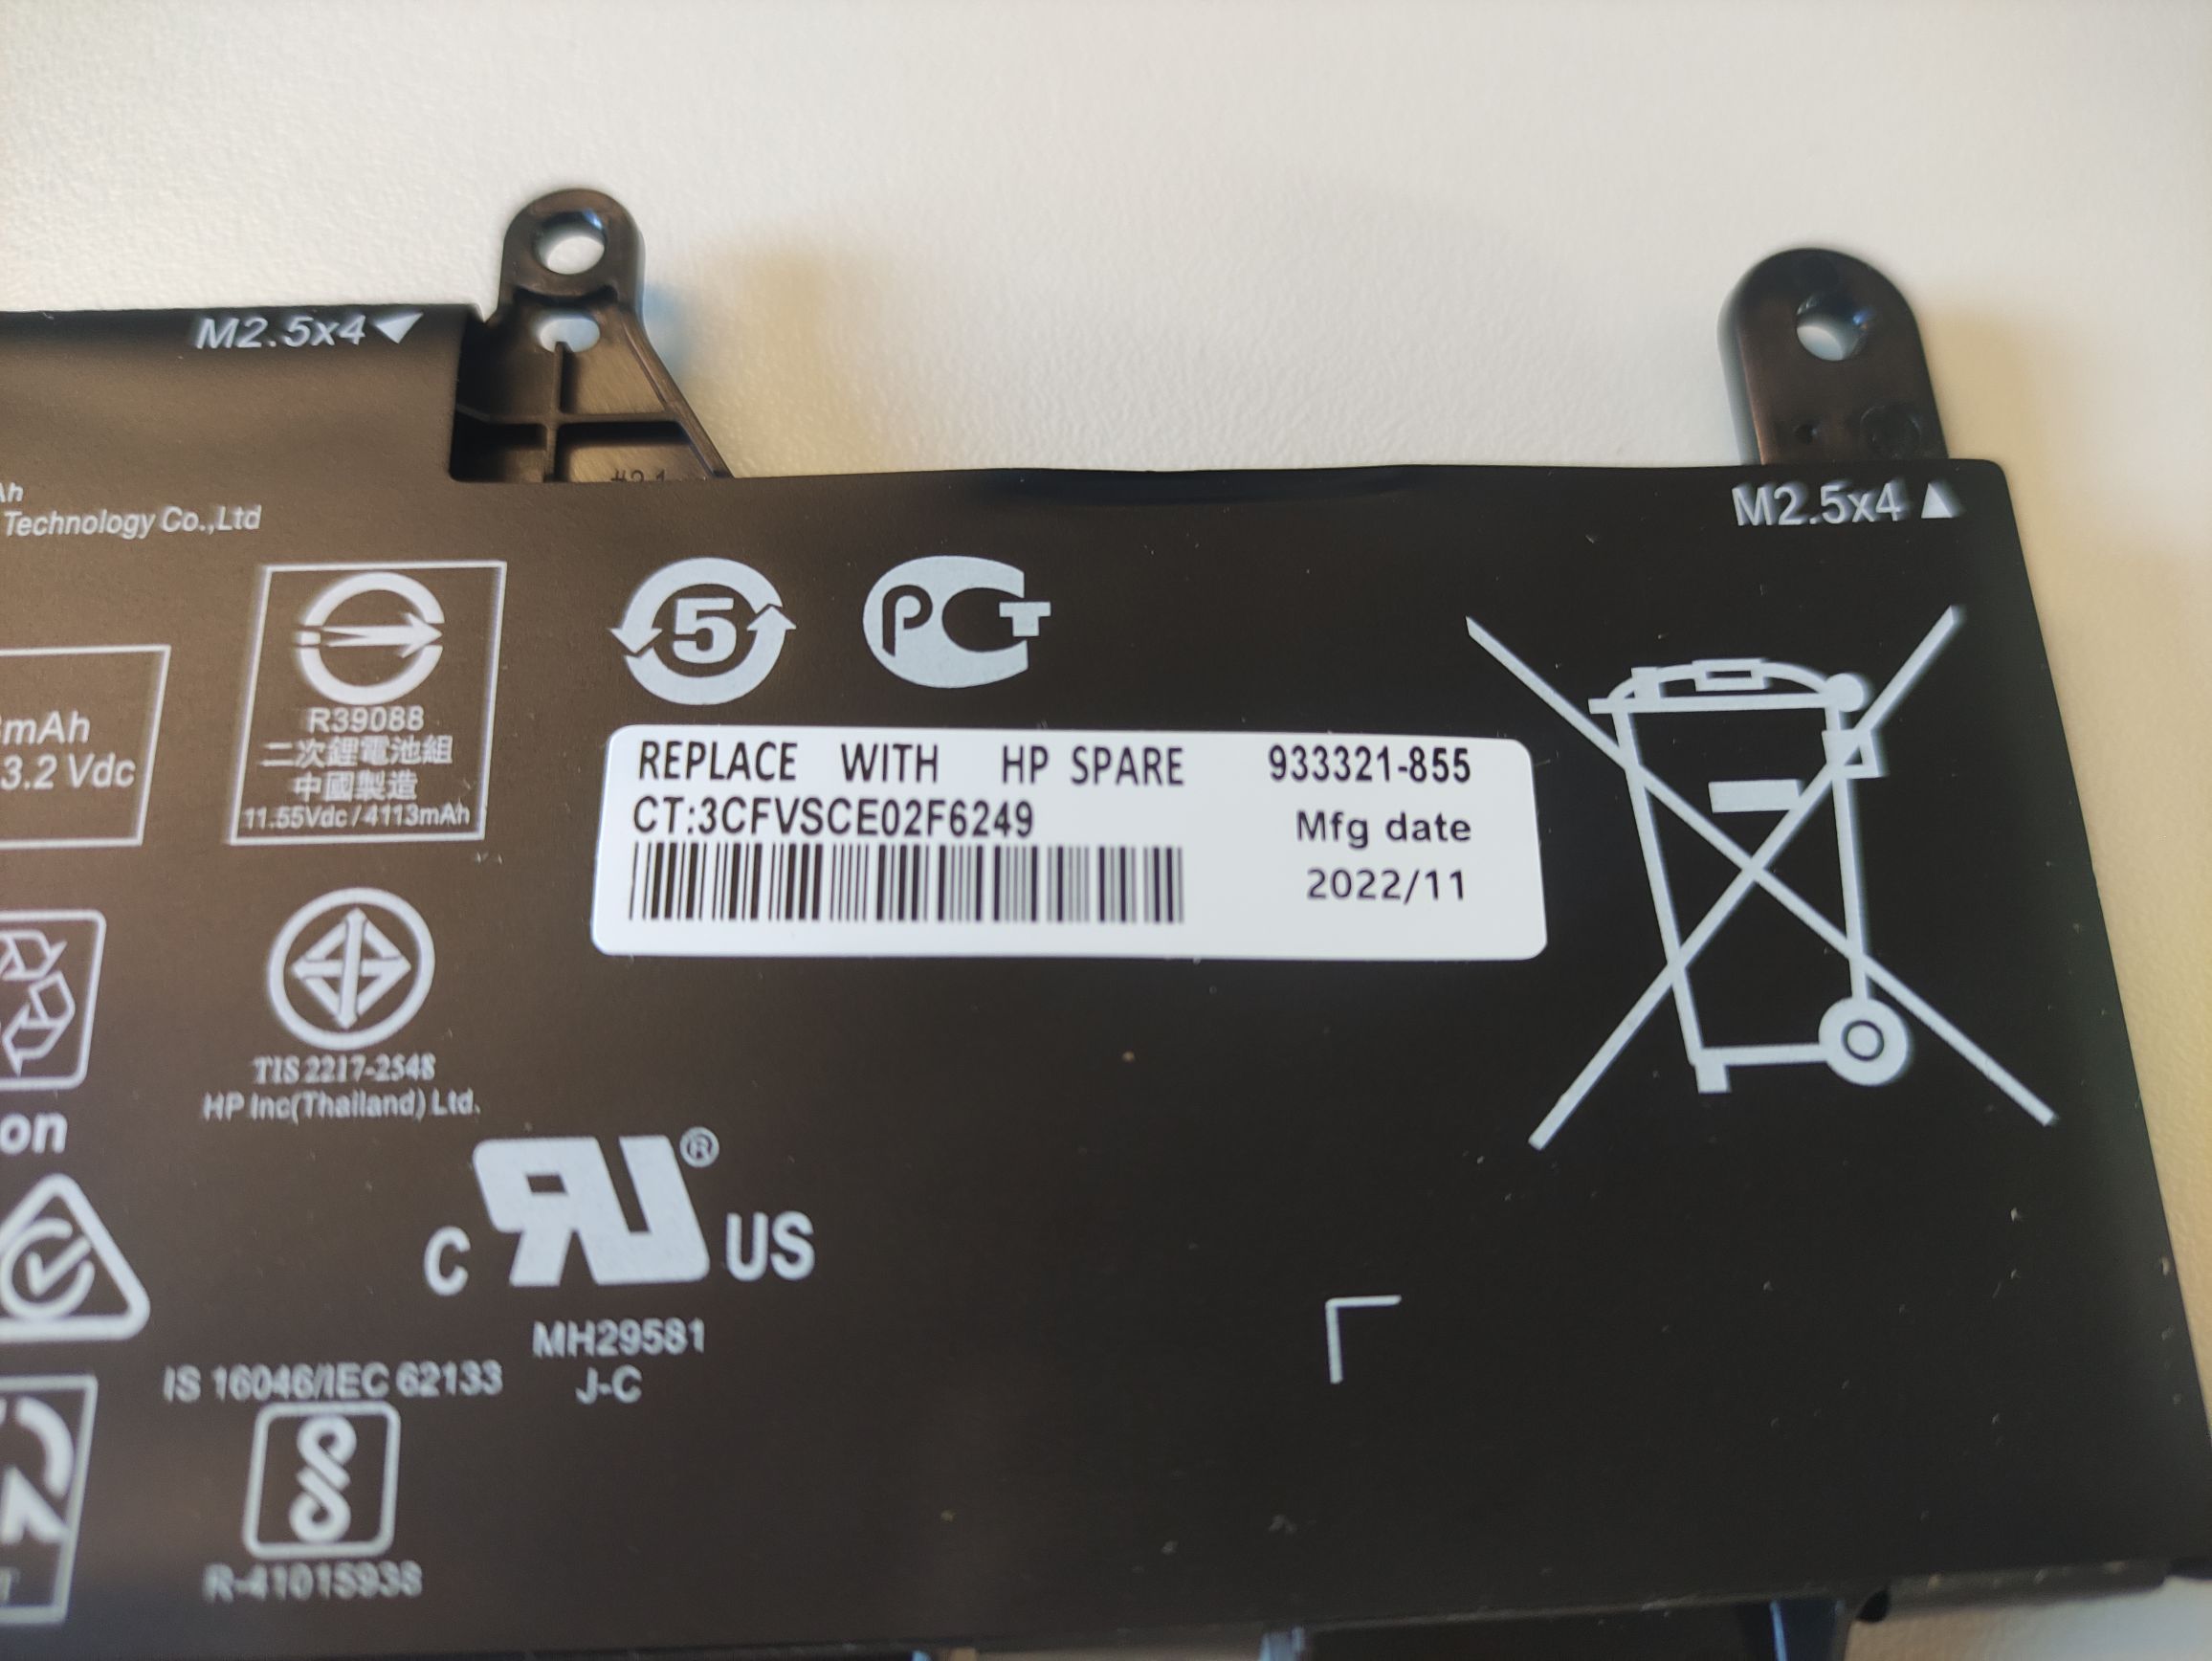 M2.5x4
M2.5x4
Technology Co.,Ltd
mAh
3.2 Vdc
R39088
二次鋰電池組
中國製造
11.55Vdc / 4113mAh
5
PCT
REPLACE WITH HP SPARE 933321-855
CT:3CFVSCE02F6249
Mfg date
2022/11
TIS 2217-2548
HP Inc(Thailand) Ltd.
on
C RU® US
MH29581
J-C
IS 16046/IEC 62133
R-41015938